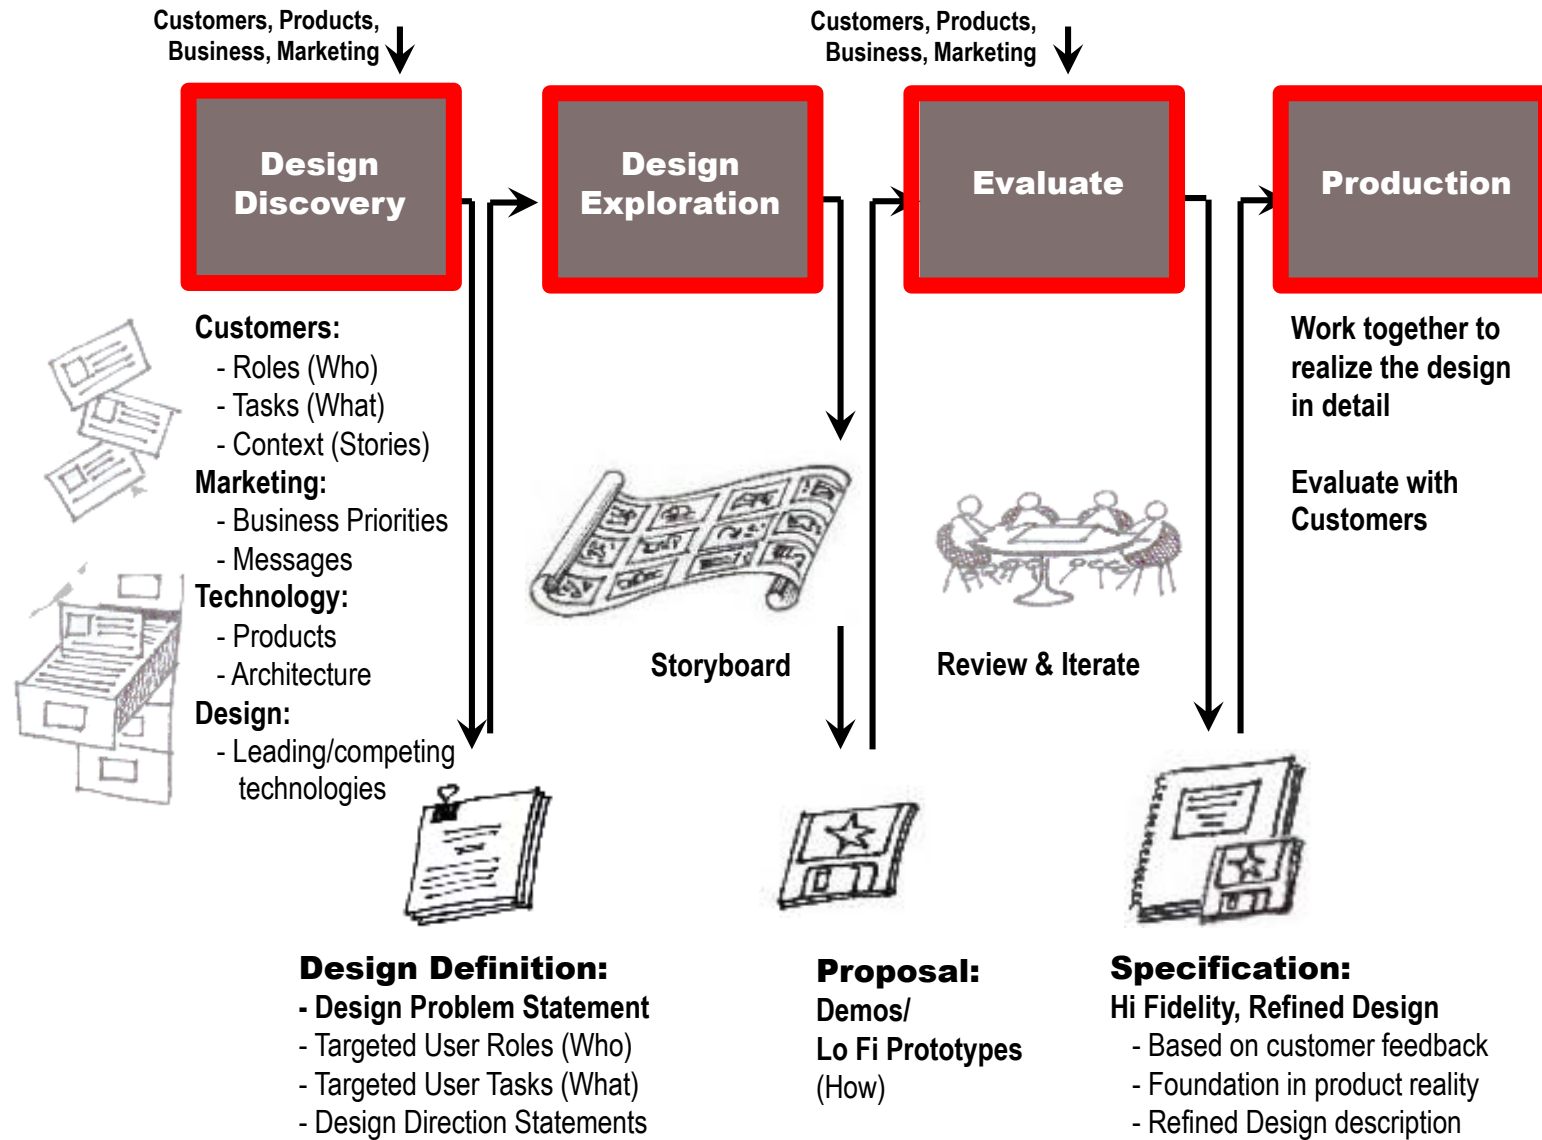 Customers, Products,
Business, Marketing
Customers, Products,
Business, Marketing
Design
Discovery
Design
Exploration
Evaluate
Production
Customers:
- Roles (Who)
- Tasks (What)
- Context (Stories)
Marketing:
- Business Priorities
- Messages
Technology:
- Products
- Architecture
Design:
- Leading/competing
technologies
Storyboard
Review & Iterate
Work together to
realize the design
in detail
Evaluate with
Customers
Design Definition:
- Design Problem Statement
- Targeted User Roles (Who)
- Targeted User Tasks (What)
- Design Direction Statements
Proposal:
Demos/
Lo Fi Prototypes
(How)
Specification:
Hi Fidelity, Refined Design
- Based on customer feedback
- Foundation in product reality
- Refined Design description